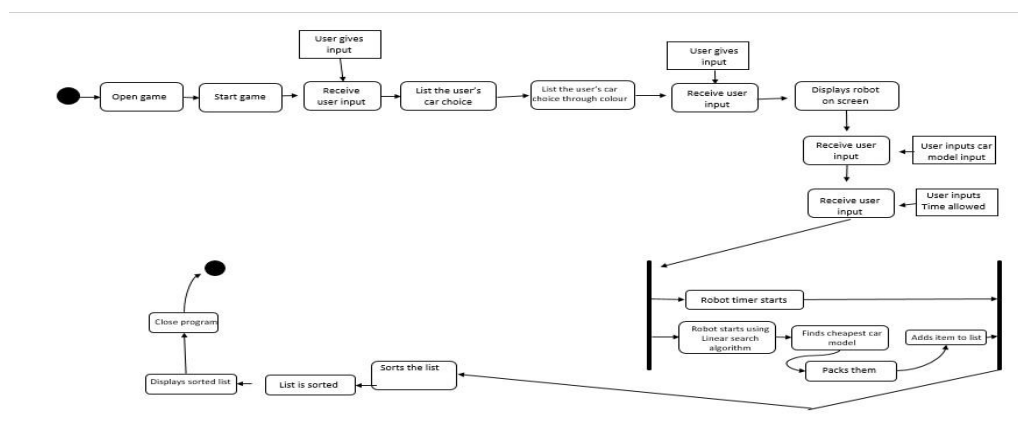 User gives
input
Open game
Start game
Receive
user input
List the user's
car choice
List the user's car
choice through colour
User gives
input
Receive user
input
Displays robot
on screen
Receive user
input
User inputs car
model input
Receive user
input
User inputs
Time allowed
Robot timer starts
Robot starts using
Linear search
algorithm
Finds cheapest car
model
Packs them
Adds item to list
Sorts the list
List is sorted
Displays sorted list
Close program